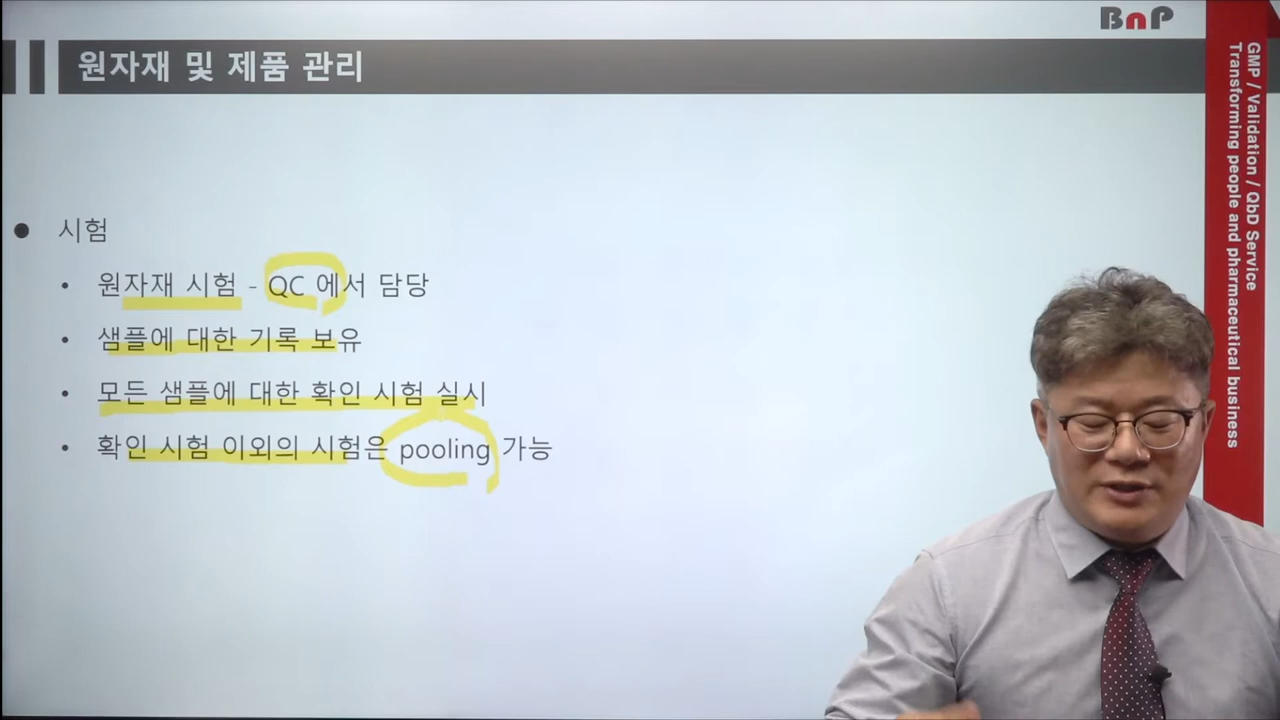 BnP
원자재 및 제품 관리
GMP / Validation / QbD Service
Transforming people and pharmaceutical business
● 시험
• 원자재 시험 - QC 에서 담당
• 샘플에 대한 기록 보유
• 모든 샘플에 대한 확인 시험 실시
• 확인 시험 이외의 시험은 pooling 가능